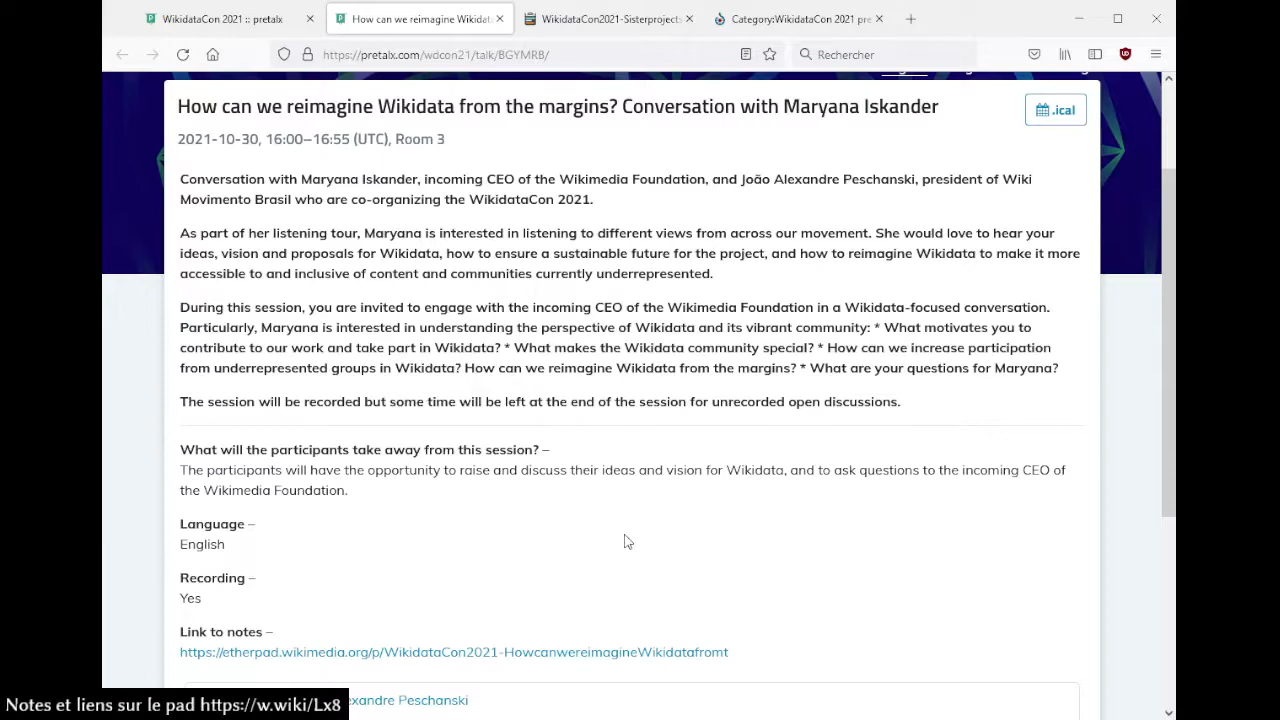 WikidataCon 2021 :: pretalx
How can we reimagine Wikidat
WikidataCon2021-Sisterprojects
Category:WikidataCon 2021 pre
https://pretalx.com/wdcon21/talk/BGYMRB/
Rechercher
How can we reimagine Wikidata from the margins? Conversation with Maryana Iskander
.ical
2021-10-30, 16:00–16:55 (UTC), Room 3
Conversation with Maryana Iskander, incoming CEO of the Wikimedia Foundation, and João Alexandre Peschanski, president of Wiki
Movimento Brasil who are co-organizing the WikidataCon 2021.
As part of her listening tour, Maryana is interested in listening to different views from across our movement. She would love to hear your
ideas, vision and proposals for Wikidata, how to ensure a sustainable future for the project, and how to reimagine Wikidata to make it more
accessible to and inclusive of content and communities currently underrepresented.
During this session, you are invited to engage with the incoming CEO of the Wikimedia Foundation in a Wikidata-focused conversation.
Particularly, Maryana is interested in understanding the perspective of Wikidata and its vibrant community: * What motivates you to
contribute to our work and take part in Wikidata? * What makes the Wikidata community special? * How can we increase participation
from underrepresented groups in Wikidata? How can we reimagine Wikidata from the margins? * What are your questions for Maryana?
The session will be recorded but some time will be left at the end of the session for unrecorded open discussions.
What will the participants take away from this session? –
The participants will have the opportunity to raise and discuss their ideas and vision for Wikidata, and to ask questions to the incoming CEO of
the Wikimedia Foundation.
Language –
English
Recording –
Yes
Link to notes –
https://etherpad.wikimedia.org/p/WikidataCon2021-HowcanwereimagineWikidatafromt
exandre Peschanski
Notes et liens sur le pad https://w.wiki/Lx8